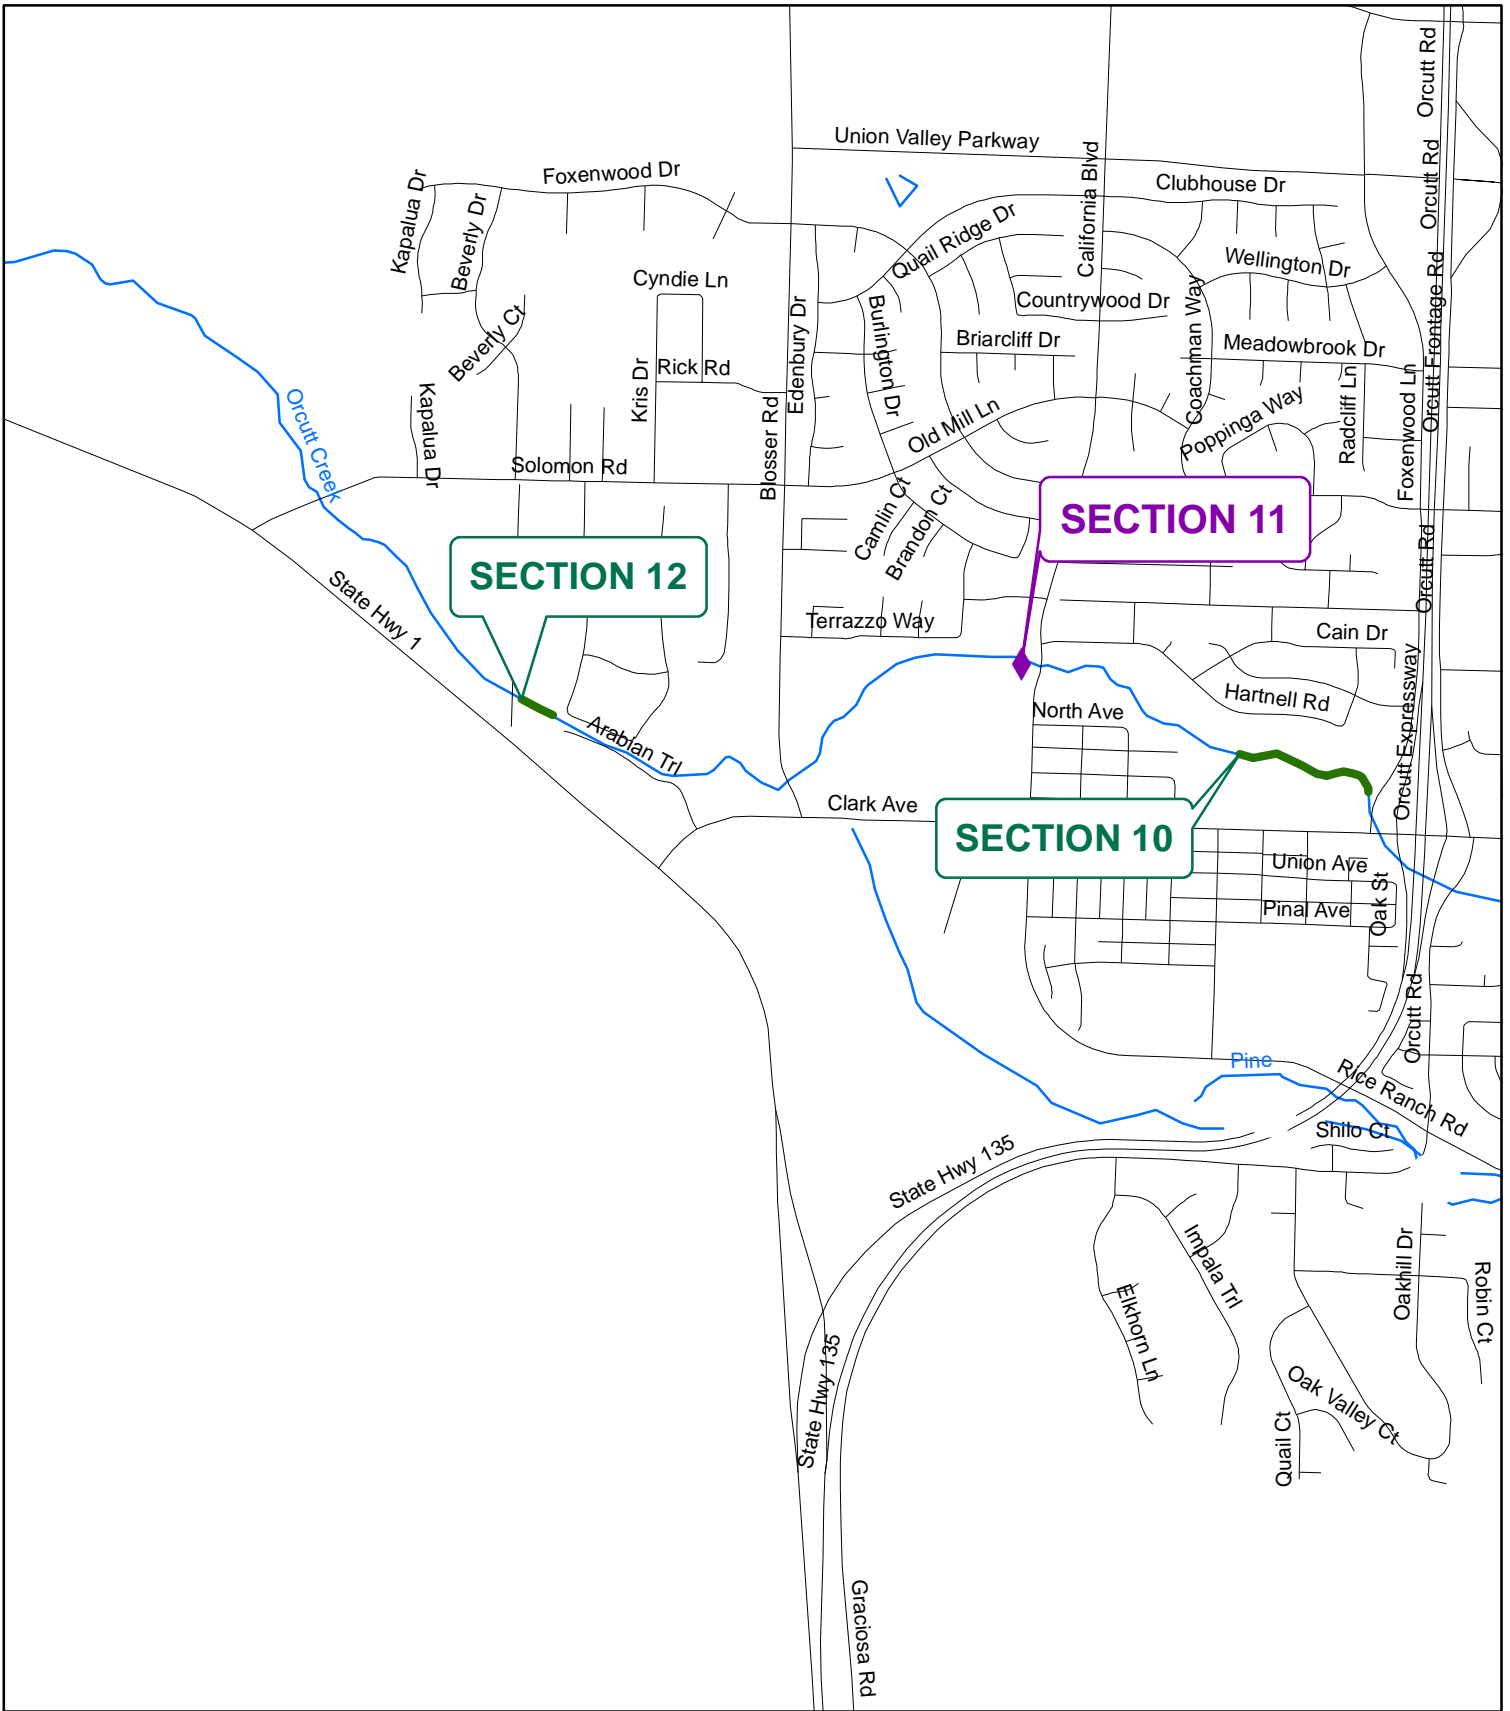 Orcutt Rd
Union Valley Parkway
California Blvd
Orcutt Rd
Foxenwood Dr
Clubhouse Dr
Kapalua Dr
Beverly Dr
Quail Ridge Dr
Wellington Dr
Orcutt Frontage Rd
Cyndie Ln
Countrywood Dr
Coachman Way
Beverly Ct
Edenbury Dr
Burlington Dr
Briarcliff Dr
Meadowbrook Dr
Rick Rd
Kris Dr
Orcutt Creek
Kapalua Dr
Blosser Rd
Old Mill Ln
Poppinga Way
Radcliff Ln
Foxenwood Ln
Solomon Rd
Camlin Ct
Brandon Ct
SECTION 11
Orcutt Rd
SECTION 12
State Hwy 1
Terrazzo Way
Cain Dr
Hartnell Rd
North Ave
Arabian Trl
Orcutt Expressway
Clark Ave
SECTION 10
Union Ave
Oak St
Pinal Ave
Orcutt Rd
Pine
Rice Ranch Rd
Shilo Ct
State Hwy 135
Impala Trl
Elkhorn Ln
Oakhill Dr
Robin Ct
State Hwy 135
Oak Valley Ct
Quail Ct
Graciosa Rd